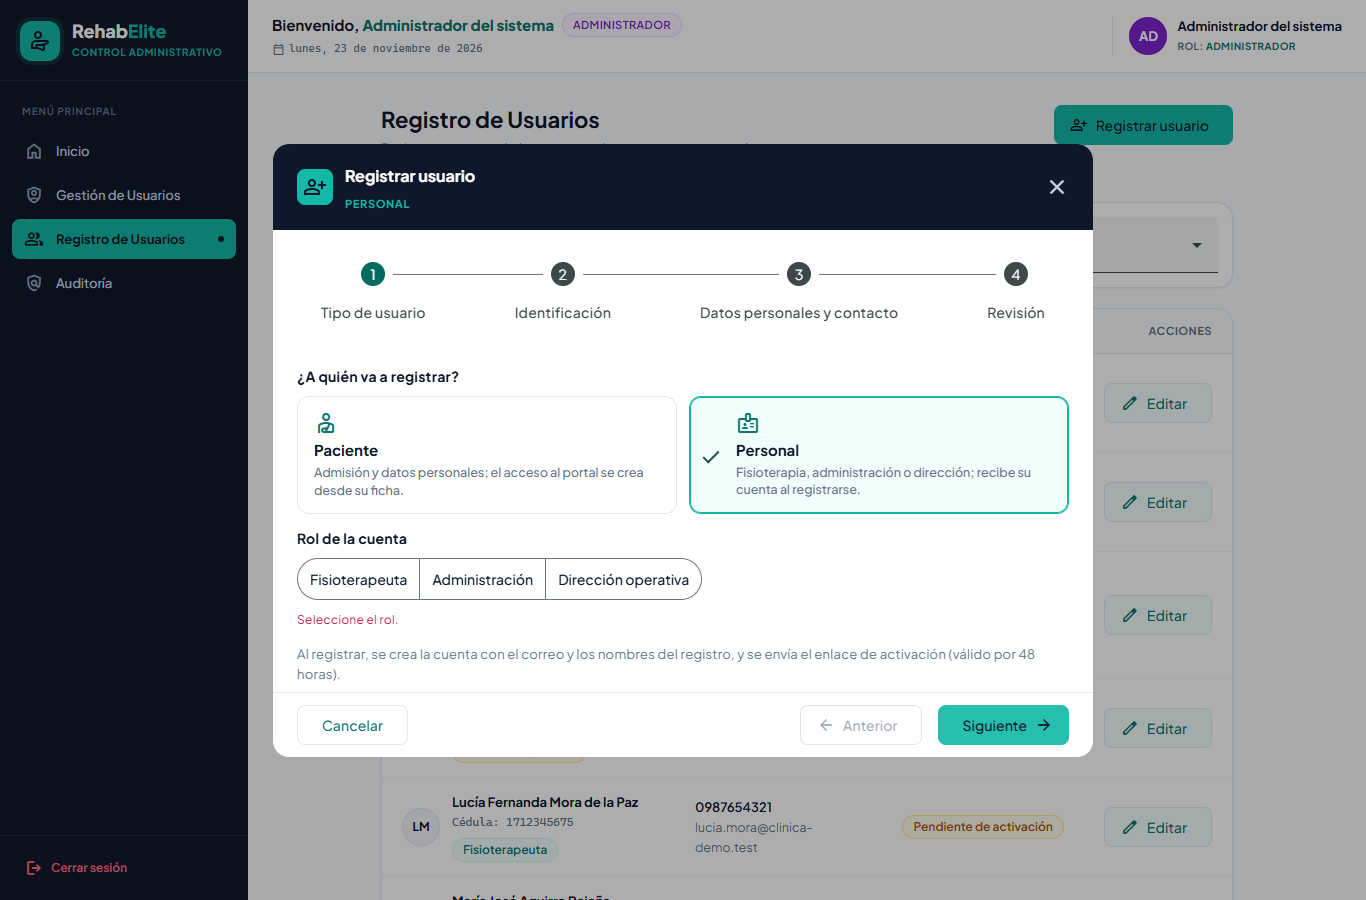 RehabElite
CONTROL ADMINISTRATIVO
MENÚ PRINCIPAL
Inicio
Gestión de Usuarios
Registro de Usuarios
Auditoría
Cerrar sesión
Bienvenido, Administrador del sistema
ADMINISTRADOR
lunes, 23 de noviembre de 2026
AD
Administrador del sistema
ROL: ADMINISTRADOR
Registro de Usuarios
Registrar usuario
Registrar usuario
PERSONAL
1
2
3
4
Tipo de usuario
Identificación
Datos personales y contacto
Revisión
¿A quién va a registrar?
Paciente
Admisión y datos personales; el acceso al portal se crea
desde su ficha.
Personal
Fisioterapia, administración o dirección; recibe su
cuenta al registrarse.
Rol de la cuenta
Fisioterapeuta
Administración
Dirección operativa
Seleccione el rol.
Al registrar, se crea la cuenta con el correo y los nombres del registro, y se envía el enlace de activación (válido por 48
horas).
Cancelar
Anterior
Siguiente
ACCIONES
Editar
Editar
Editar
Editar
LM
Lucía Fernanda Mora de la Paz
Cédula: 1712345675
Fisioterapeuta
0987654321
lucia.mora@clinica-
demo.test
Pendiente de activación
Editar